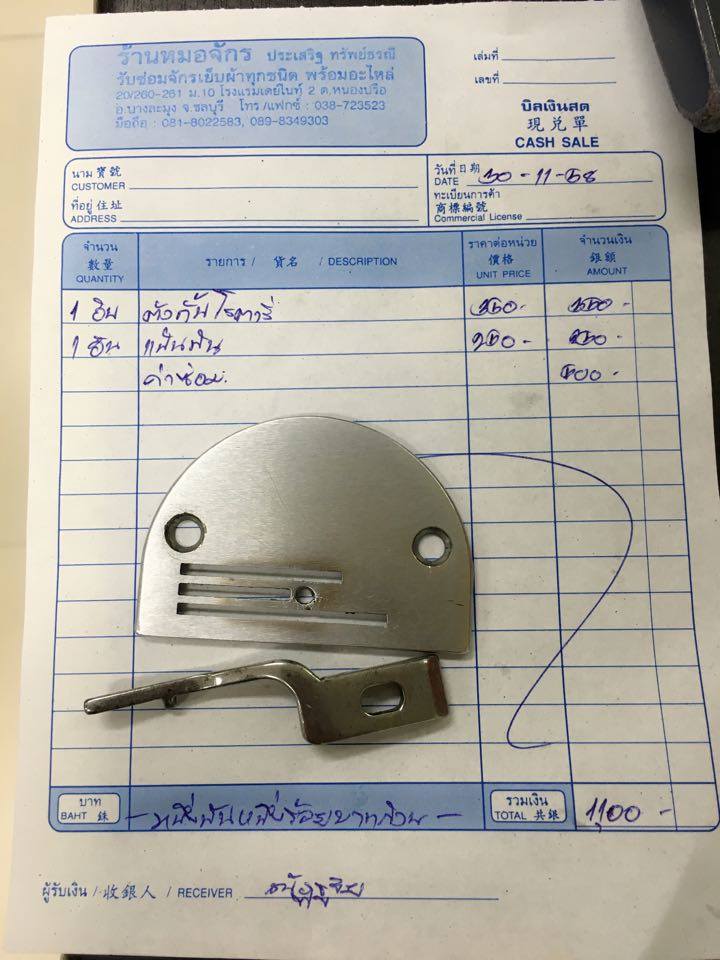 ร้านหมอจักร ประเสริฐ ทรัพย์ธรณี
รับซ่อมจักรเย็บผ้าทุกชนิด พร้อมอะไหล่
20/260-261 ม.10 โรงแรมเดย์ไนท์ 2 ต.หนองปรือ
อ.บางละมุง จ.ชลบุรี โทร/แฟกซ์ : 038-723523
มือถือ : 081-8022583, 089-8349303
เล่มที่
เลขที่
บิลเงินสด
現兑單
CASH SALE
นาม 寳號
CUSTOMER
ที่อยู่ 住址
ADDRESS
วันที่ 日期
DATE 30-11-58
ทะเบียนการค้า
商標編號
Commercial License
จำนวน 數量 QUANTITY
รายการ / 貨名 / DESCRIPTION
ราคาต่อหน่วย 價格 UNIT PRICE
จำนวนเงิน 銀額 AMOUNT
1 อัน โรตารี่ 350.- 350.-
1 อัน แป้นฟัน 250.- 250.-
ค่าซ่อม. 500.-
บาท
BAHT 銖
- หนึ่งพันหนึ่งร้อยบาทถ้วน -
รวมเงิน
TOTAL 共銀
1,100 -
ผู้รับเงิน / 收銀人 / RECEIVER